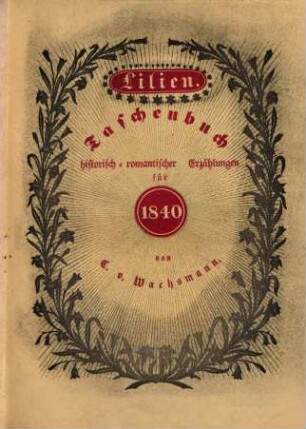 Lilien.
Taschenbuch
historisch-romantischer Erzählungen
für
1840
von
C. v. Wachsmann.